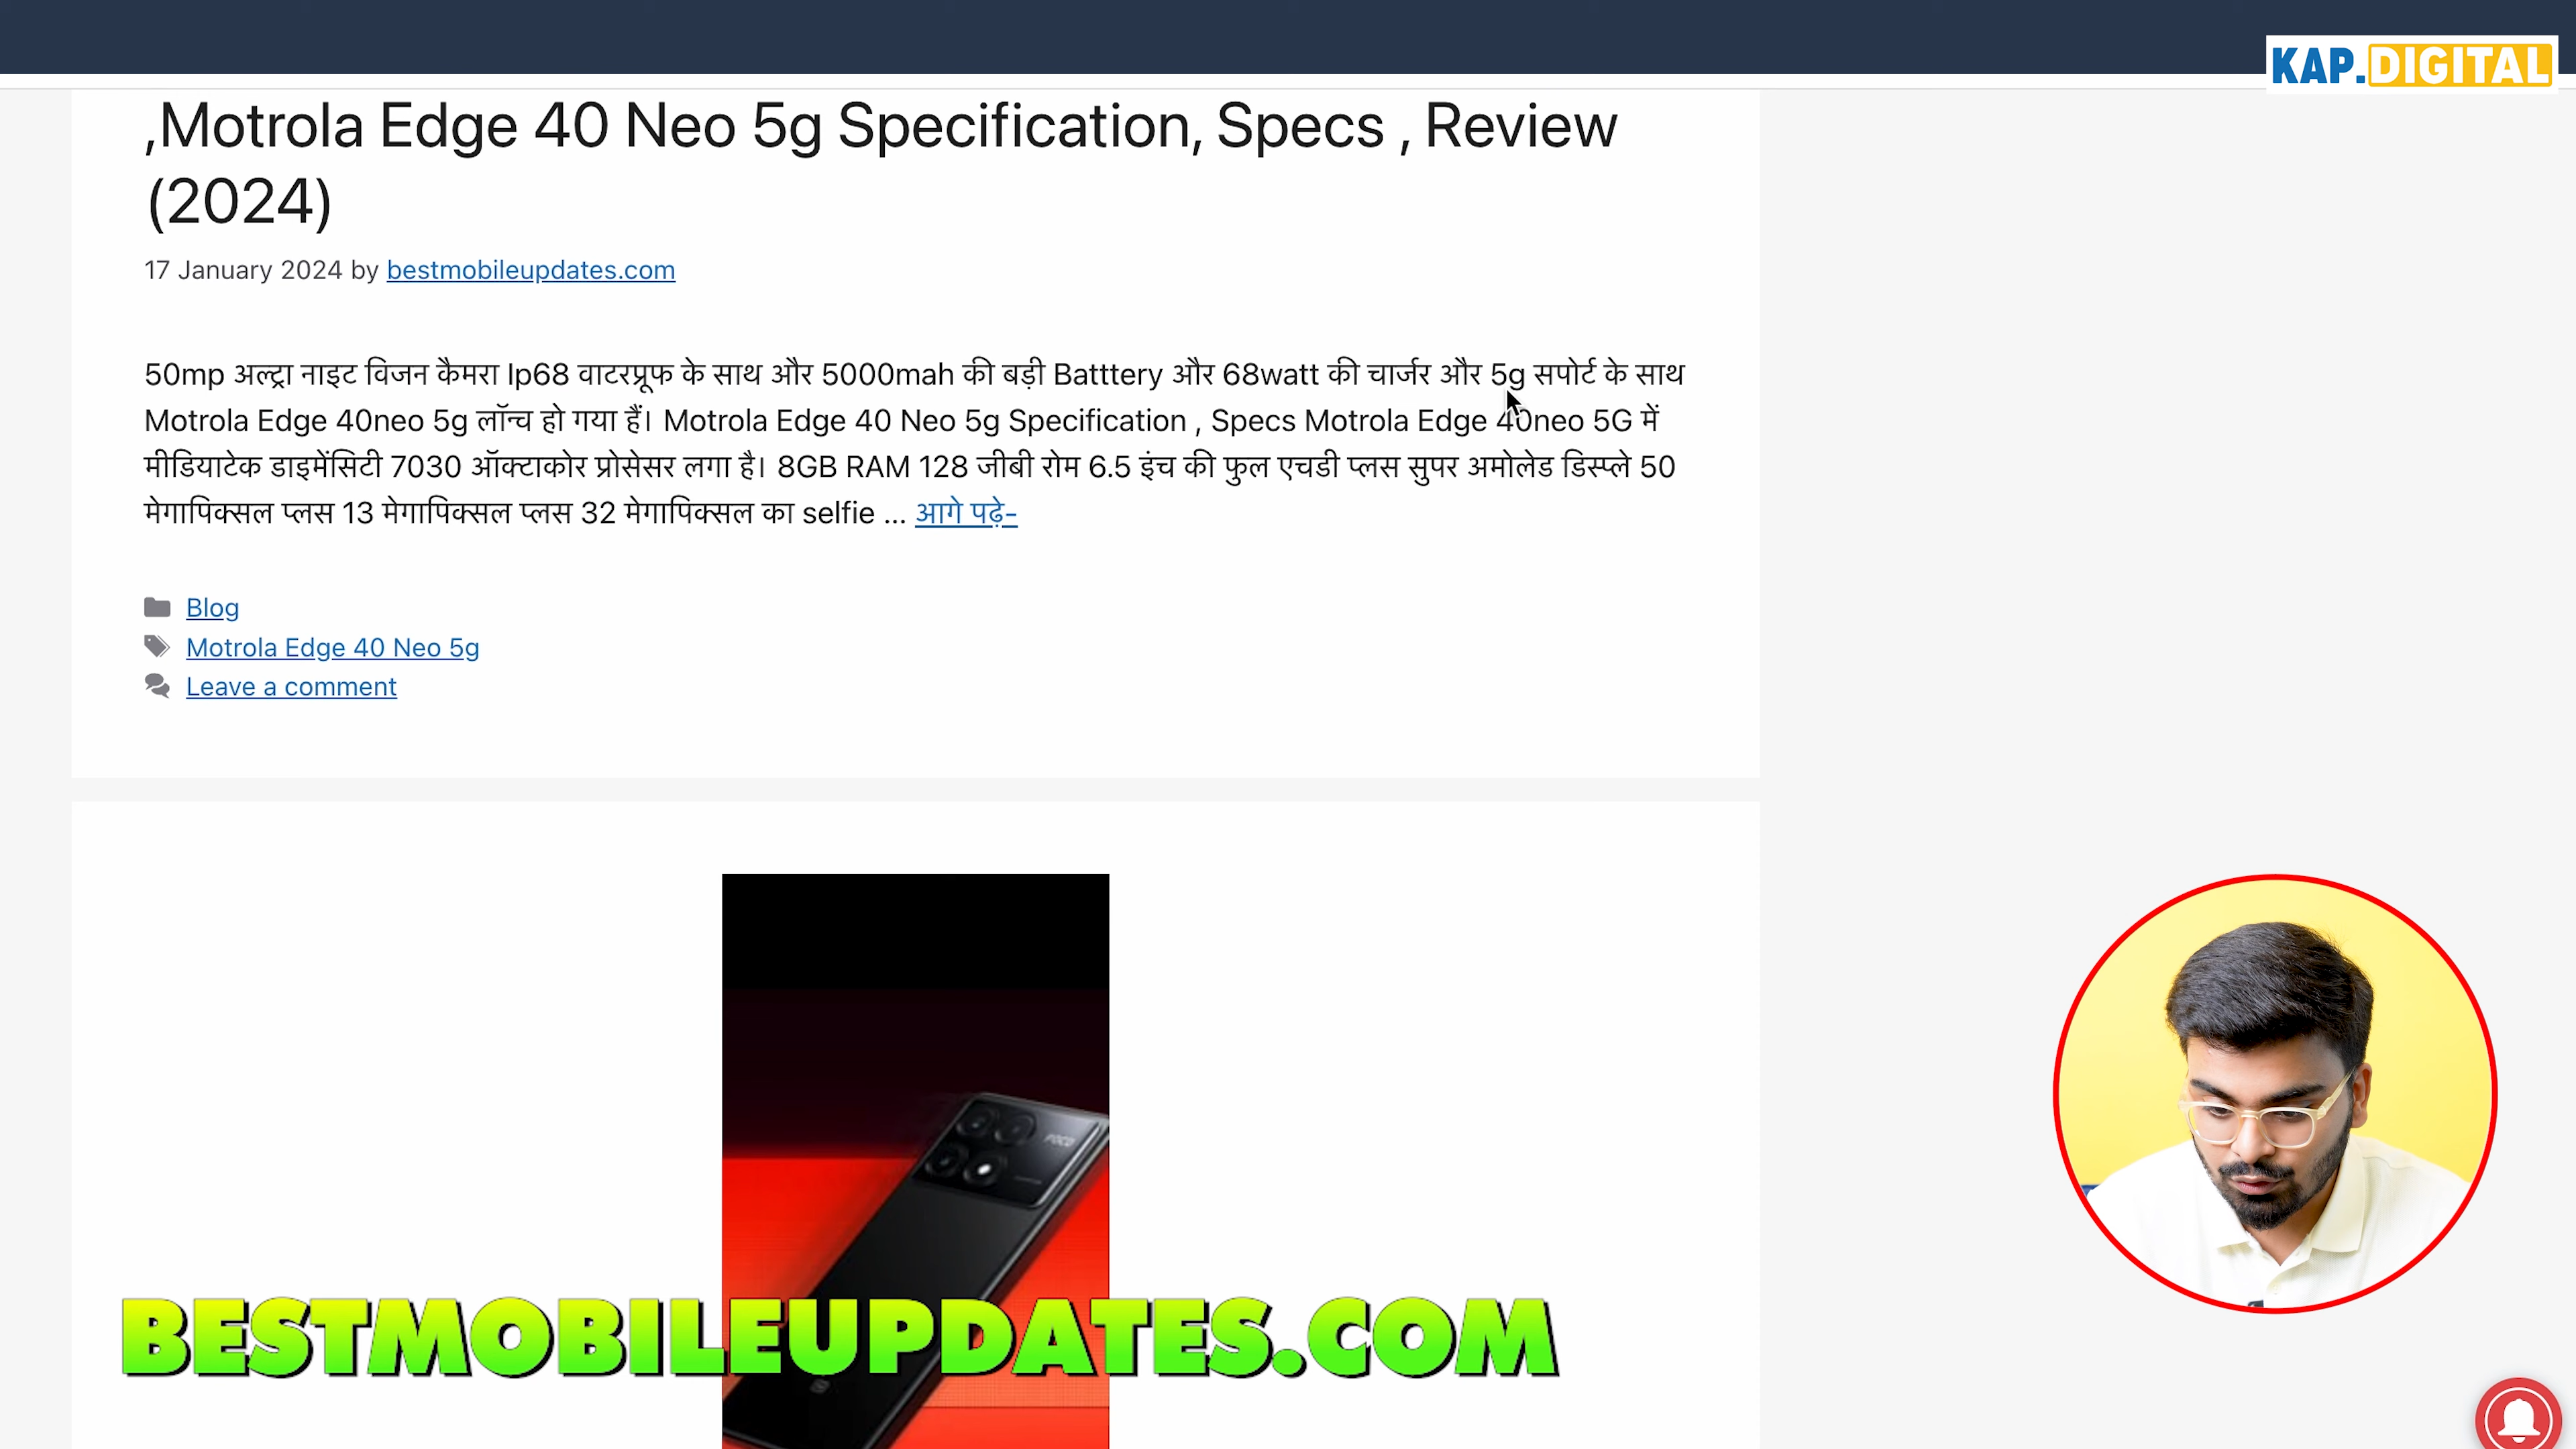 KAP.DIGITAL
,Motrola Edge 40 Neo 5g Specification, Specs , Review
(2024)
17 January 2024 by bestmobileupdates.com
50mp अल्ट्रा नाइट विजन कैमरा Ip68 वाटरप्रूफ के साथ और 5000mah की बड़ी Batttery और 68watt की चार्जर और 5g सपोर्ट के साथ
Motrola Edge 40neo 5g लॉन्च हो गया हैं। Motrola Edge 40 Neo 5g Specification , Specs Motrola Edge 40neo 5G में
मीडियाटेक डाइमेंसिटी 7030 ऑक्टाकोर प्रोसेसर लगा है। 8GB RAM 128 जीबी रोम 6.5 इंच की फुल एचडी प्लस सुपर अमोलेड डिस्प्ले 50
मेगापिक्सल प्लस 13 मेगापिक्सल प्लस 32 मेगापिक्सल का selfie ... आगे पढ़े-
Blog
Motrola Edge 40 Neo 5g
Leave a comment
POCO
BESTMOBILEUPDATES.COM